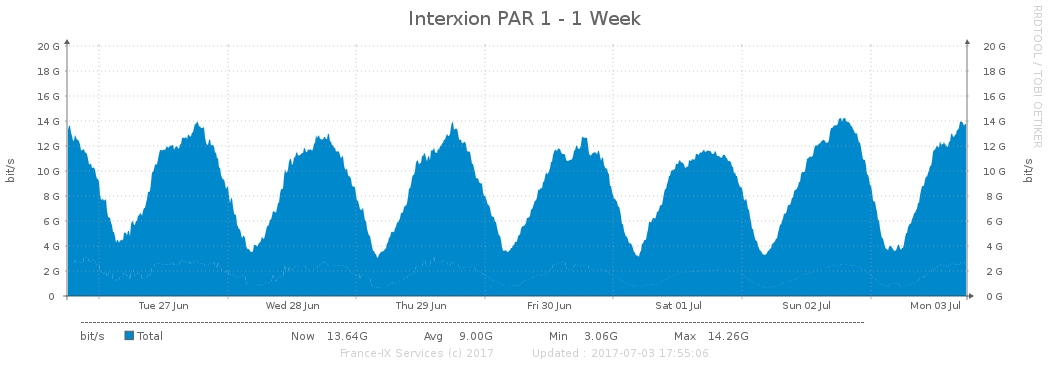 Interxion PAR 1 - 1 Week
RRDTOOL / TOBI OETIKER
20 G 20 G
18 G 18 G
16 G 16 G
14 G 14 G
12 G 12 G
10 G 10 G
8 G 8 G
6 G 6 G
4 G 4 G
2 G 2 G
0 0 G
bit/s
bit/s
Tue 27 Jun Wed 28 Jun Thu 29 Jun Fri 30 Jun Sat 01 Jul Sun 02 Jul Mon 03 Jul
bit/s Total Now 13.64G Avg 9.00G Min 3.06G Max 14.26G
France-IX Services (c) 2017 Updated : 2017-07-03 17:55:06